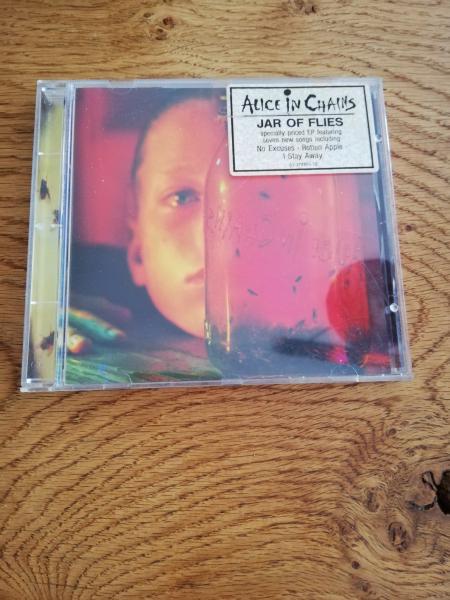 ALICE IN CHAINS
JAR OF FLIES
specially priced EP featuring
seven new songs including
No Excuses - Rotten Apple
I Stay Away